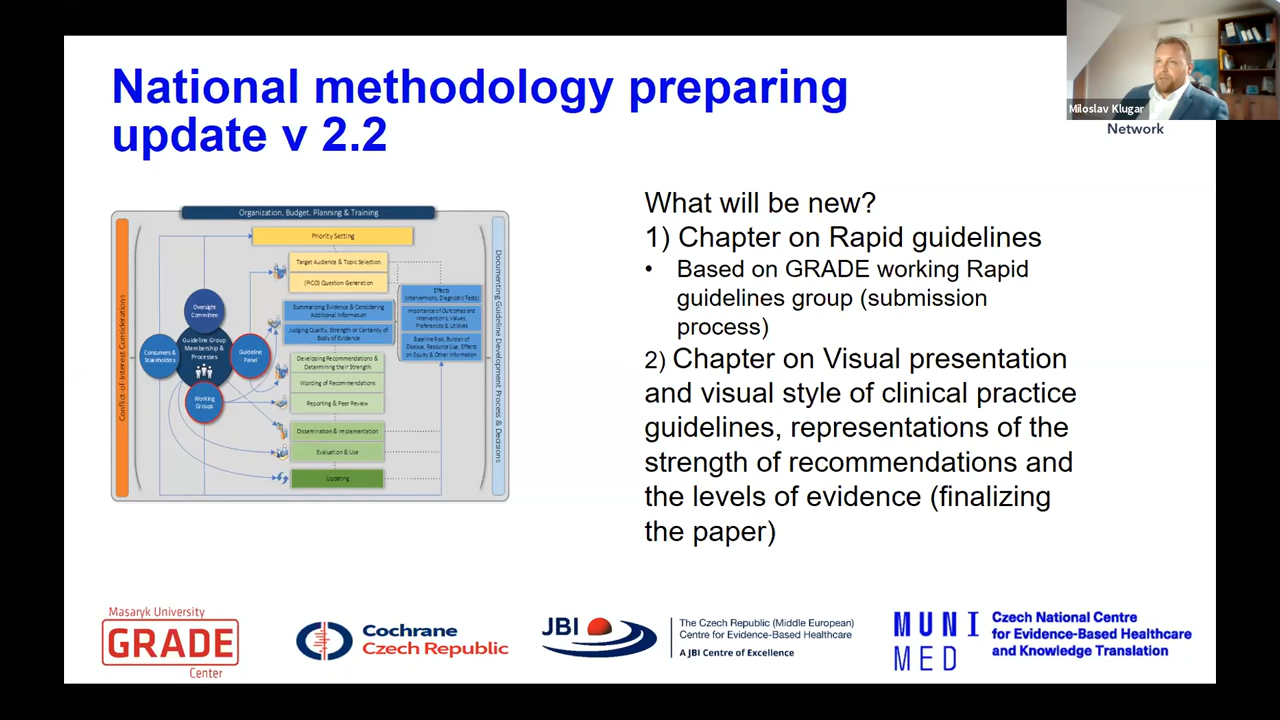 National methodology preparing
update v 2.2
Miloslav Klugar
Network
Organization, Budget, Planning & Training
Priority Setting
Target Audience & Topic Selection
(PICO) Question Generation
Summarizing Evidence & Considering
Additional Information
Judging Quality, Strength or Certainty of
Body of Evidence
Developing Recommendations &
Determining their Strength
Wording of Recommendations
Reporting & Peer Review
Dissemination & Implementation
Evaluation & Use
Updating
Effects
(Interventions, Diagnostic Tests)
Importance of Outcomes and
Interventions, Values,
Preferences & Utilities
Baseline Risk, Burden of
Disease, Resource Use, Effects
on Equity & Other Information
Oversight
Committee
Guideline Group
Membership &
Processes
Consumers &
Stakeholders
Guideline
Panel
Working
Groups
Conflict-of-Interest Considerations
Documenting Guideline Development Process & Decisions
What will be new?
1) Chapter on Rapid guidelines
• Based on GRADE working Rapid
guidelines group (submission
process)
2) Chapter on Visual presentation
and visual style of clinical practice
guidelines, representations of the
strength of recommendations and
the levels of evidence (finalizing
the paper)
Masaryk University
GRADE
Center
Cochrane
Czech Republic
JBI
The Czech Republic (Middle European)
Centre for Evidence-Based Healthcare
A JBI Centre of Excellence
MUNI
MED
Czech National Centre
for Evidence-Based Healthcare
and Knowledge Translation